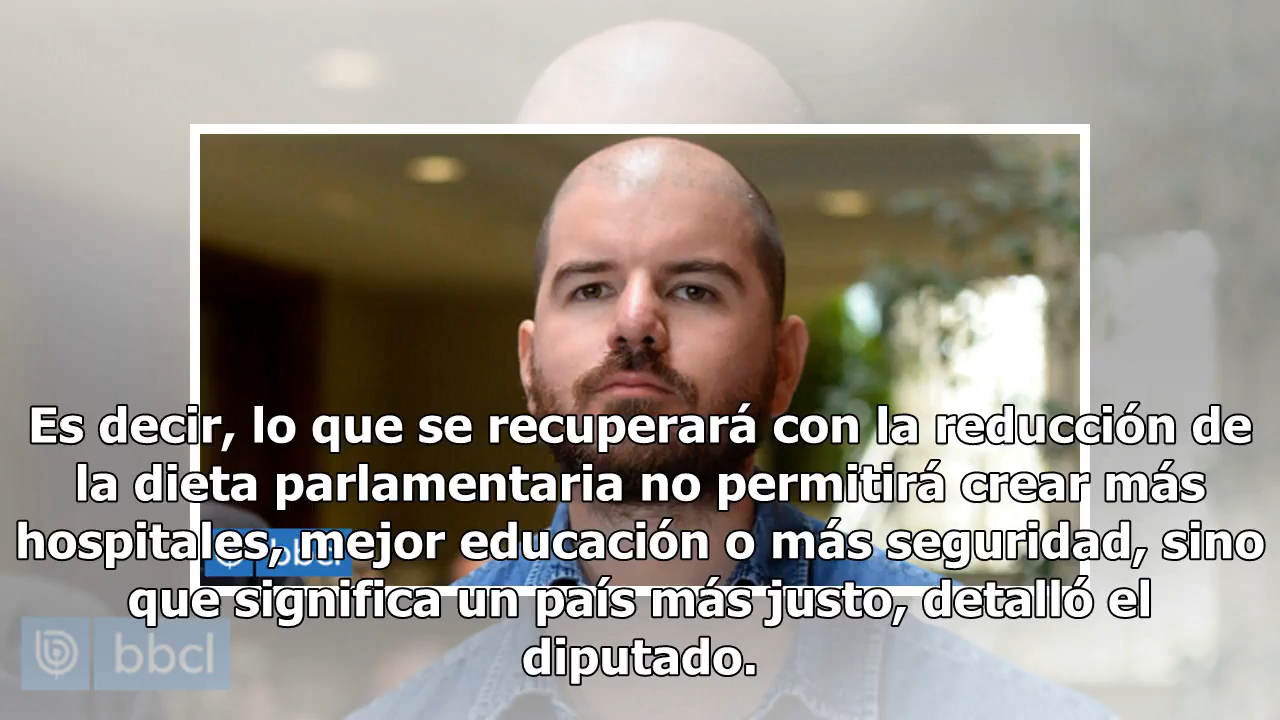 Es decir, lo que se recuperará con la reducción de
la dieta parlamentaria no permitirá crear más
hospitales, mejor educación o más seguridad, sino
que significa un país más justo, detalló el
diputado.
bbcl
bbcl